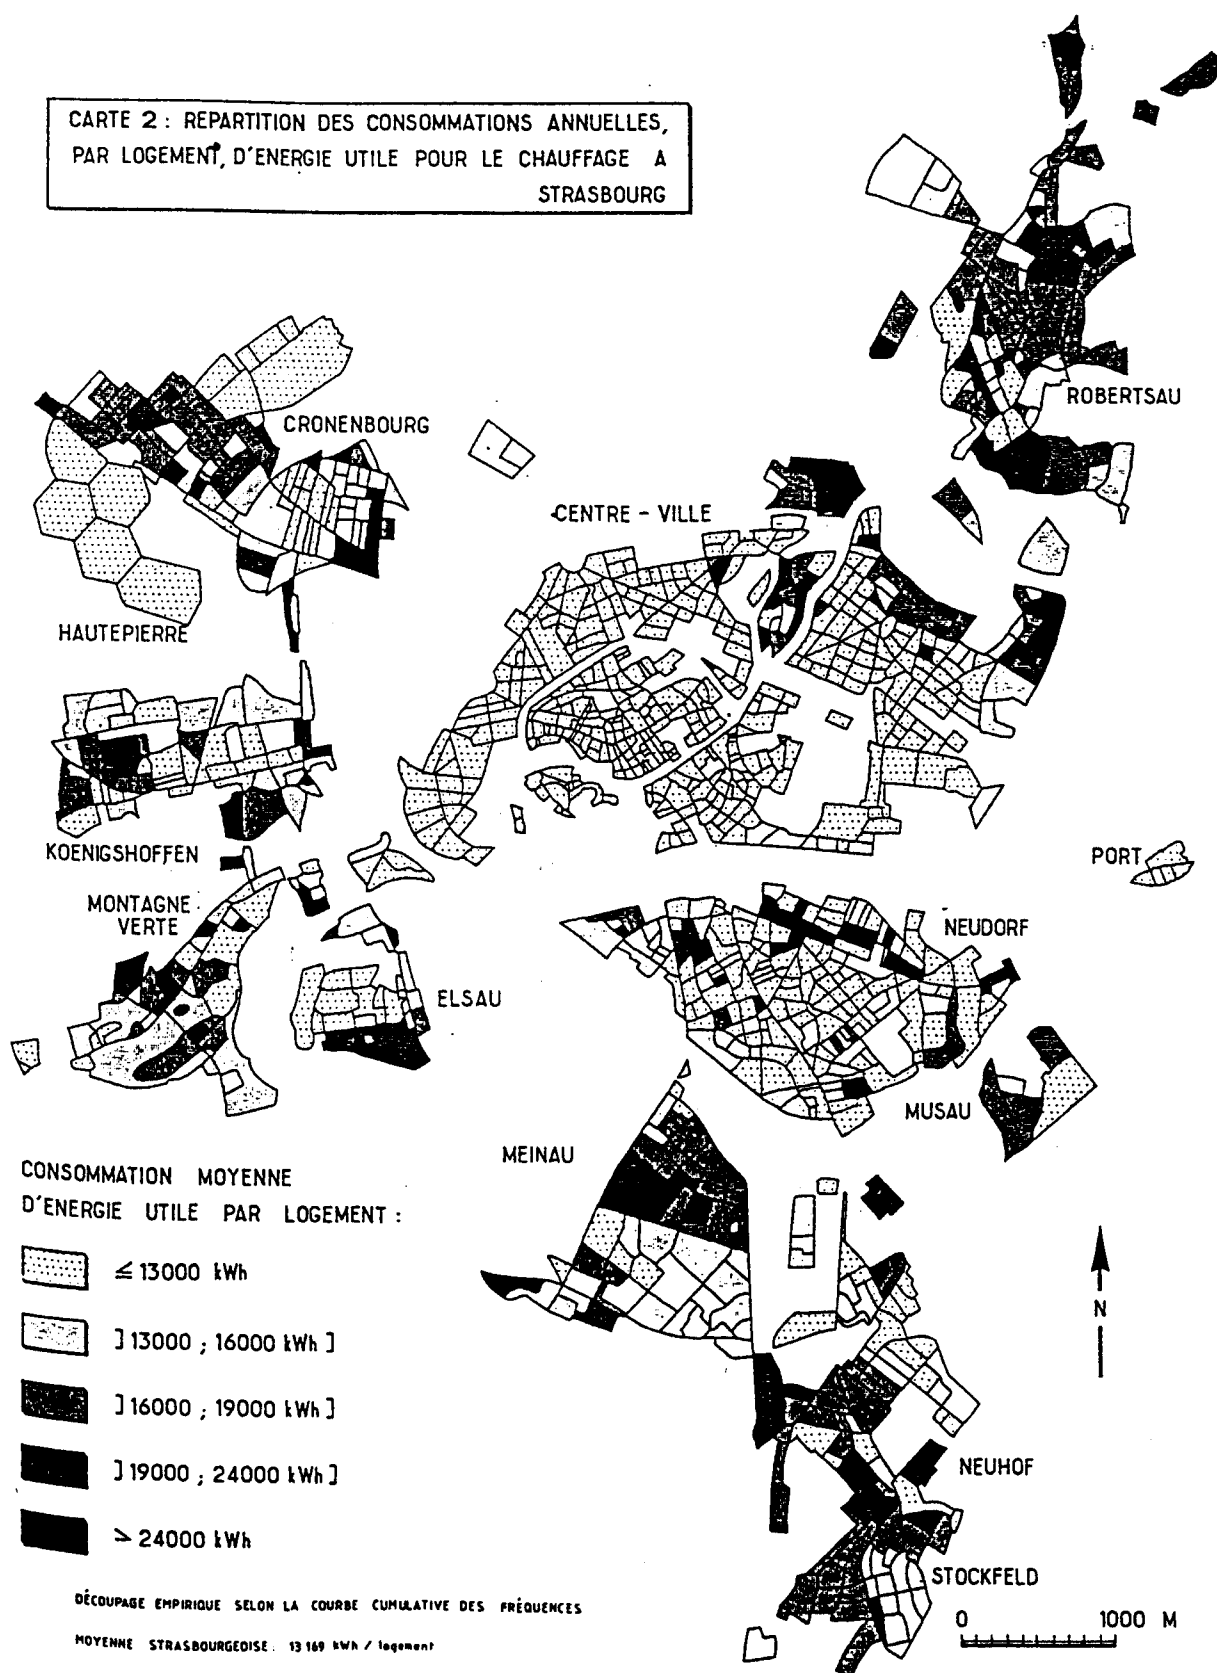 CARTE 2 : REPARTITION DES CONSOMMATIONS ANNUELLES,
PAR LOGEMENT, D'ENERGIE UTILE POUR LE CHAUFFAGE A
STRASBOURG
ROBERTSAU
CRONENBOURG
CENTRE - VILLE
HAUTEPIERRE
KOENIGSHOFFEN
PORT
MONTAGNE
VERTE
NEUDORF
ELSAU
MUSAU
MEINAU
CONSOMMATION MOYENNE
D'ENERGIE UTILE PAR LOGEMENT :
≤ 13000 kWh
] 13000 ; 16000 kWh ]
] 16000 ; 19000 kWh ]
] 19000 ; 24000 kWh ]
> 24000 kWh
N
NEUHOF
STOCKFELD
0 1000 M
DÉCOUPAGE EMPIRIQUE SELON LA COURBE CUMULATIVE DES FRÉQUENCES
MOYENNE STRASBOURGEOISE : 13 169 kWh / logement